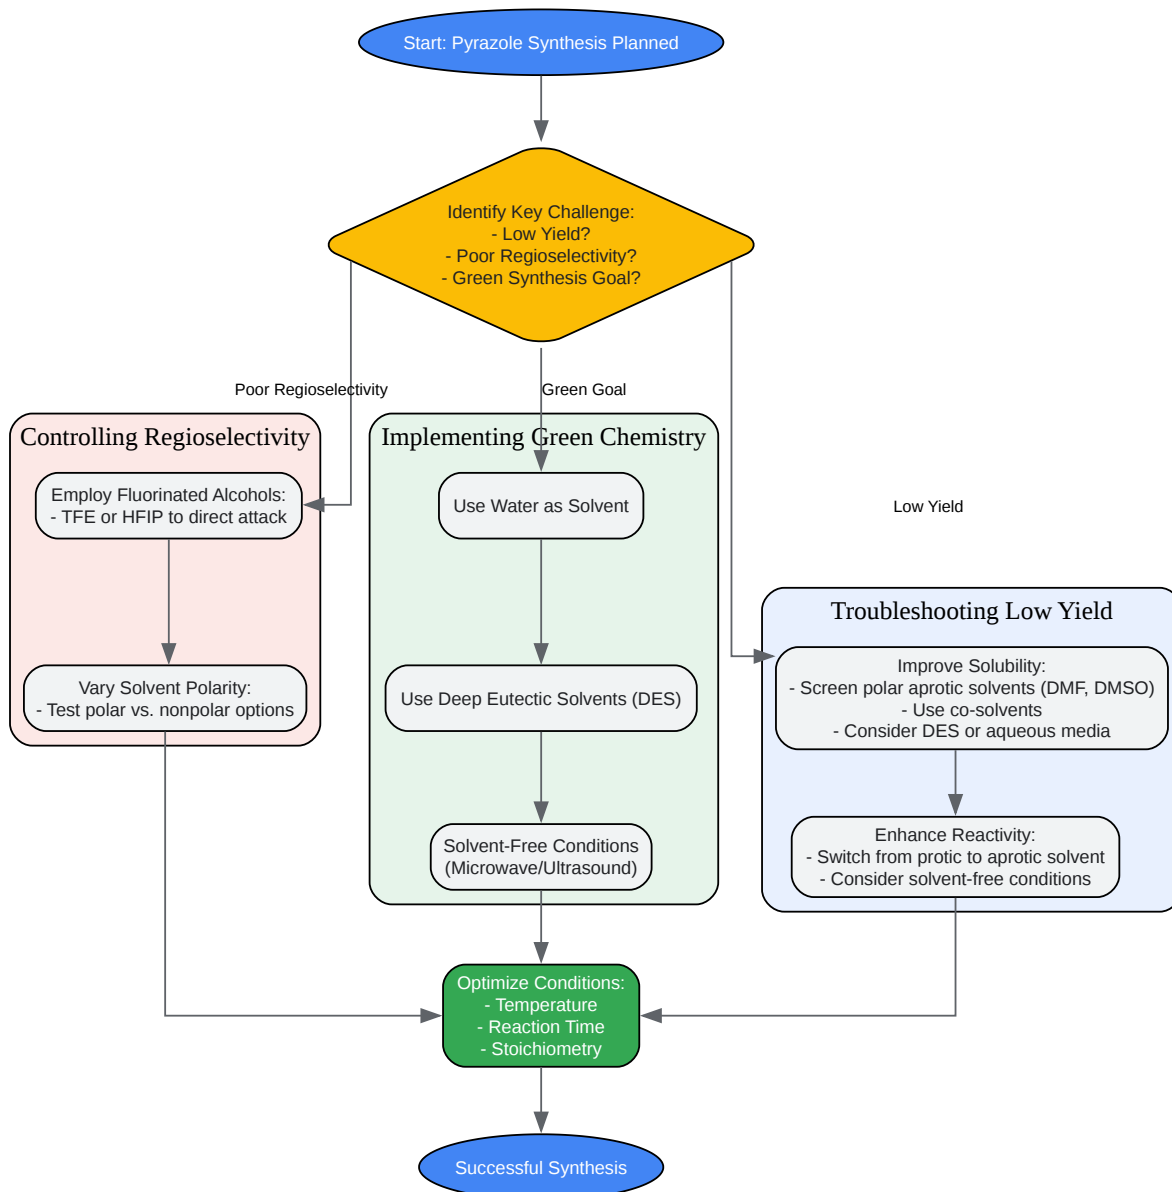 Start: Pyrazole Synthesis Planned
Identify Key Challenge:
- Low Yield?
- Poor Regioselectivity?
- Green Synthesis Goal?
Poor Regioselectivity
Green Goal
Low Yield
Controlling Regioselectivity
Employ Fluorinated Alcohols:
- TFE or HFIP to direct attack
Vary Solvent Polarity:
- Test polar vs. nonpolar options
Implementing Green Chemistry
Use Water as Solvent
Use Deep Eutectic Solvents (DES)
Solvent-Free Conditions
(Microwave/Ultrasound)
Troubleshooting Low Yield
Improve Solubility:
- Screen polar aprotic solvents (DMF, DMSO)
- Use co-solvents
- Consider DES or aqueous media
Enhance Reactivity:
- Switch from protic to aprotic solvent
- Consider solvent-free conditions
Optimize Conditions:
- Temperature
- Reaction Time
- Stoichiometry
Successful Synthesis